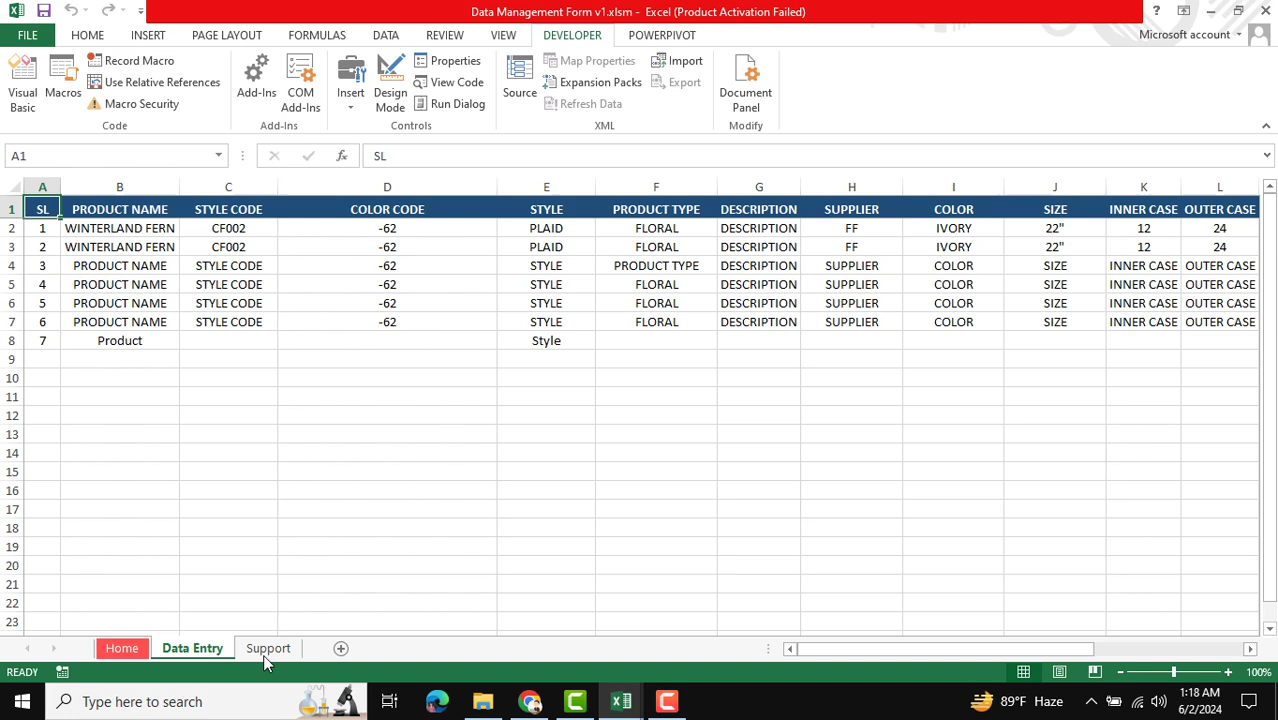 Data Management Form v1.xlsm - Excel (Product Activation Failed)
FILE HOME INSERT PAGE LAYOUT FORMULAS DATA REVIEW VIEW DEVELOPER POWERPIVOT Microsoft account
Visual Basic
Macros
Record Macro
Use Relative References
Macro Security
Code
Add-Ins
COM Add-Ins
Add-Ins
Insert
Design Mode
Properties
View Code
Run Dialog
Controls
Source
Map Properties
Expansion Packs
Refresh Data
Import
Export
XML
Document Panel
Modify
A1 fx SL
A B C D E F G H I J K L
1 SL PRODUCT NAME STYLE CODE COLOR CODE STYLE PRODUCT TYPE DESCRIPTION SUPPLIER COLOR SIZE INNER CASE OUTER CASE
2 1 WINTERLAND FERN CF002 -62 PLAID FLORAL DESCRIPTION FF IVORY 22" 12 24
3 2 WINTERLAND FERN CF002 -62 PLAID FLORAL DESCRIPTION FF IVORY 22" 12 24
4 3 PRODUCT NAME STYLE CODE -62 STYLE PRODUCT TYPE DESCRIPTION SUPPLIER COLOR SIZE INNER CASE OUTER CASE
5 4 PRODUCT NAME STYLE CODE -62 STYLE FLORAL DESCRIPTION SUPPLIER COLOR SIZE INNER CASE OUTER CASE
6 5 PRODUCT NAME STYLE CODE -62 STYLE FLORAL DESCRIPTION SUPPLIER COLOR SIZE INNER CASE OUTER CASE
7 6 PRODUCT NAME STYLE CODE -62 STYLE FLORAL DESCRIPTION SUPPLIER COLOR SIZE INNER CASE OUTER CASE
8 7 Product Style
9
10
11
12
13
14
15
16
17
18
19
20
21
22
23
Home Data Entry Support
READY 100%
Type here to search 89°F Haze 1:18 AM
6/2/2024